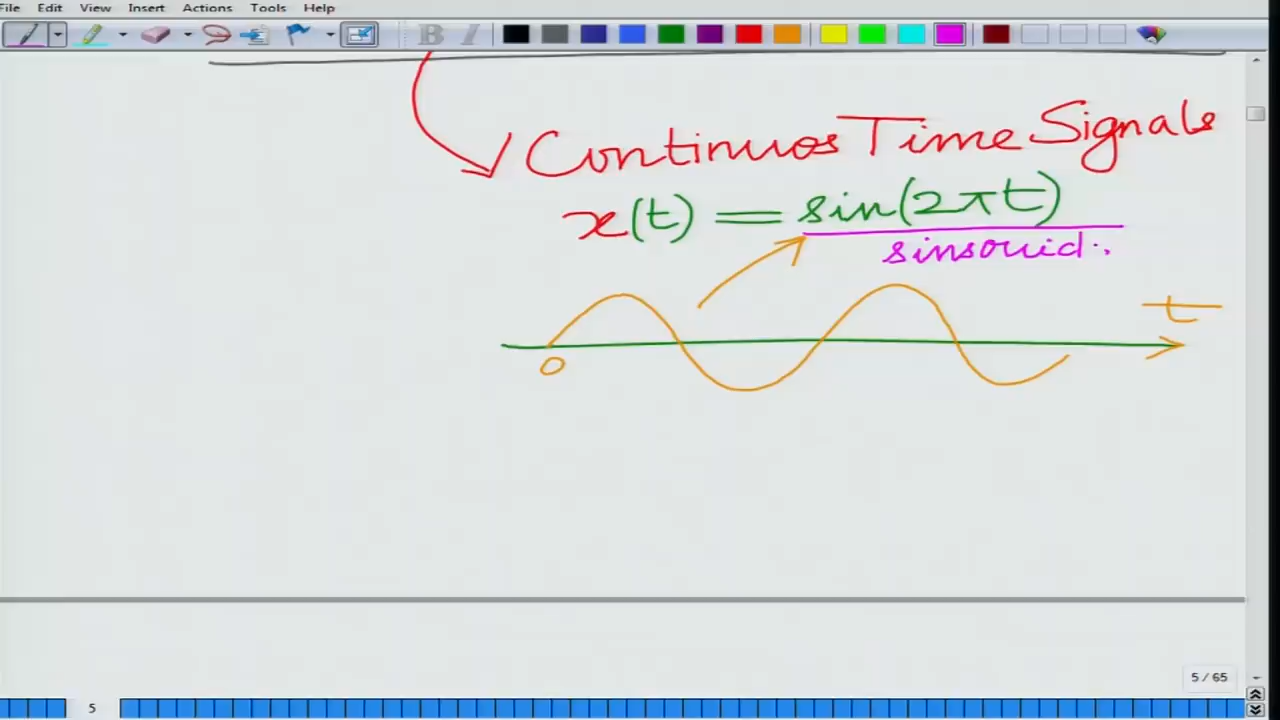 File Edit View Insert Actions Tools Help
B I
Continuos Time Signals
x(t) = sin(2πt)
sinsouid.
t
0
5 / 65
5